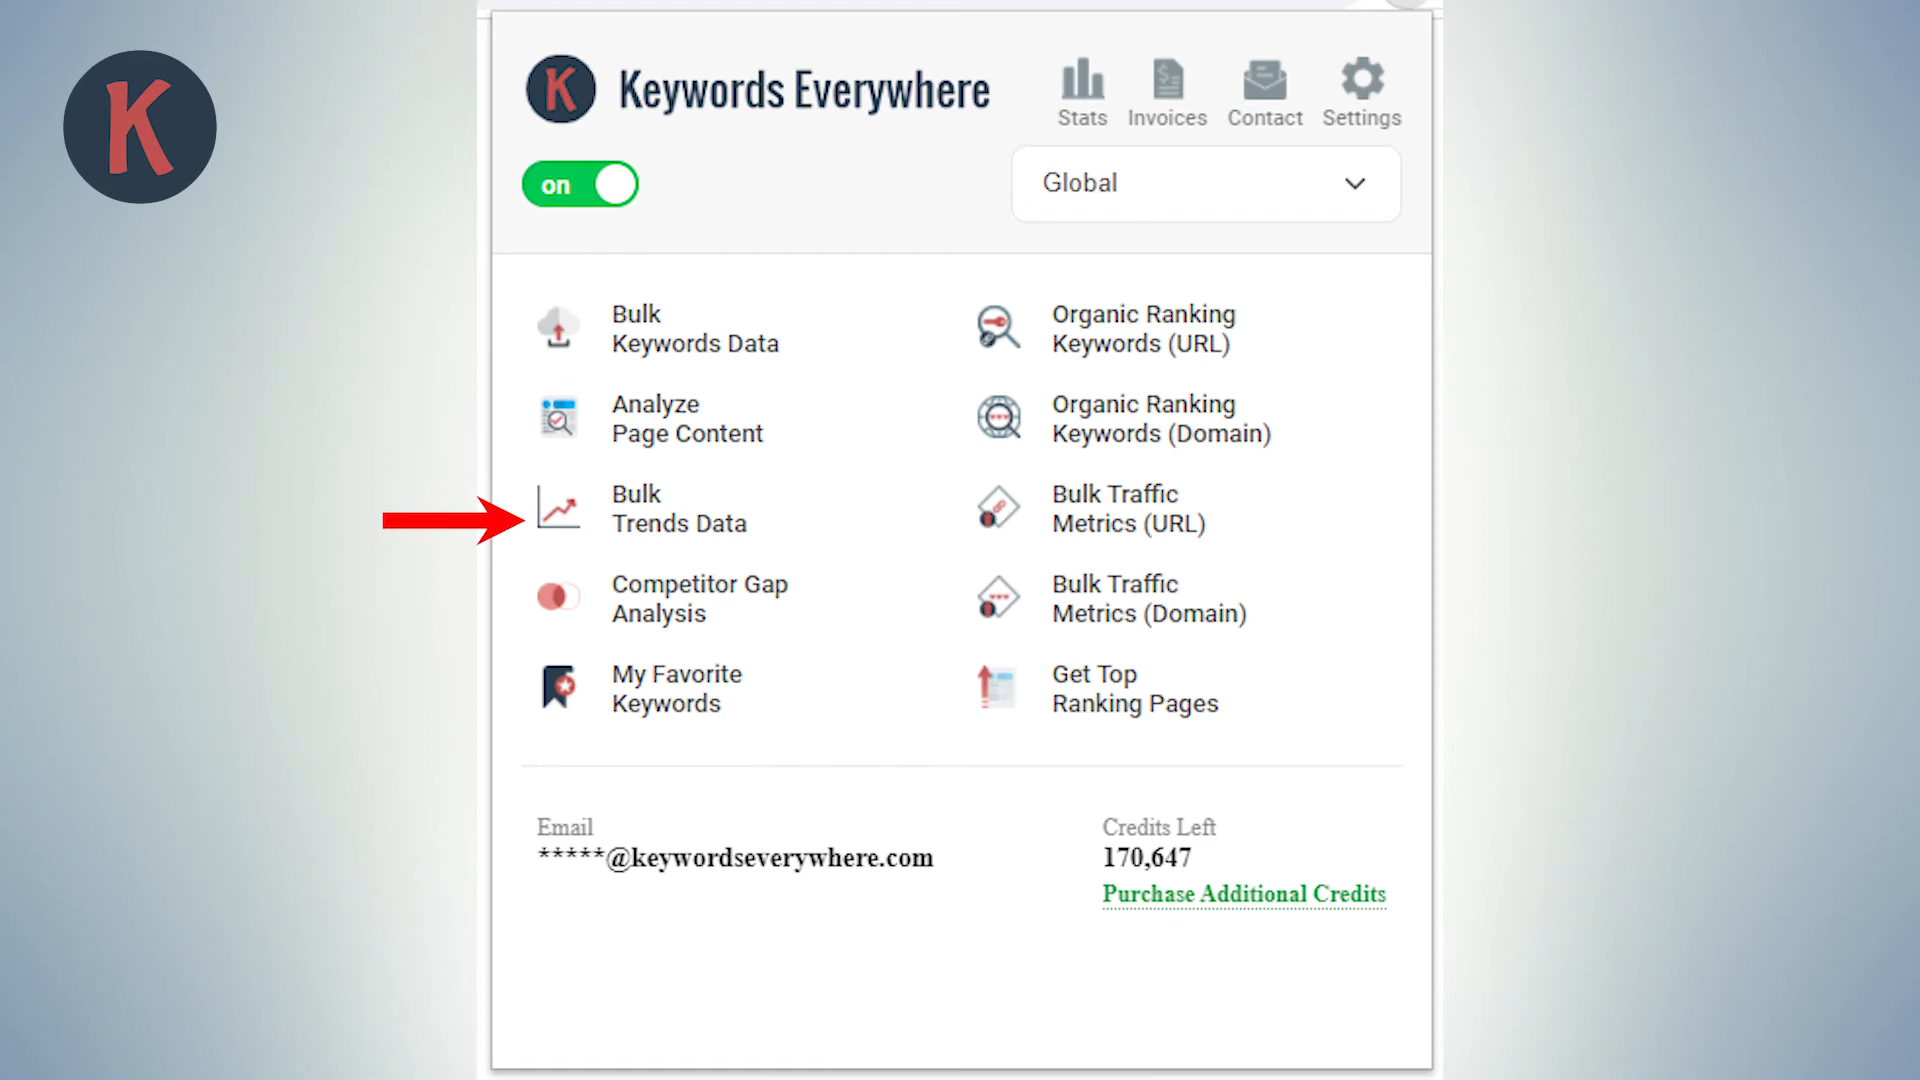 K
K Keywords Everywhere
Stats Invoices Contact Settings
on
Global
Bulk
Keywords Data
Organic Ranking
Keywords (URL)
Analyze
Page Content
Organic Ranking
Keywords (Domain)
Bulk
Trends Data
Bulk Traffic
Metrics (URL)
Competitor Gap
Analysis
Bulk Traffic
Metrics (Domain)
My Favorite
Keywords
Get Top
Ranking Pages
Email
*****@keywordseverywhere.com
Credits Left
170,647
Purchase Additional Credits